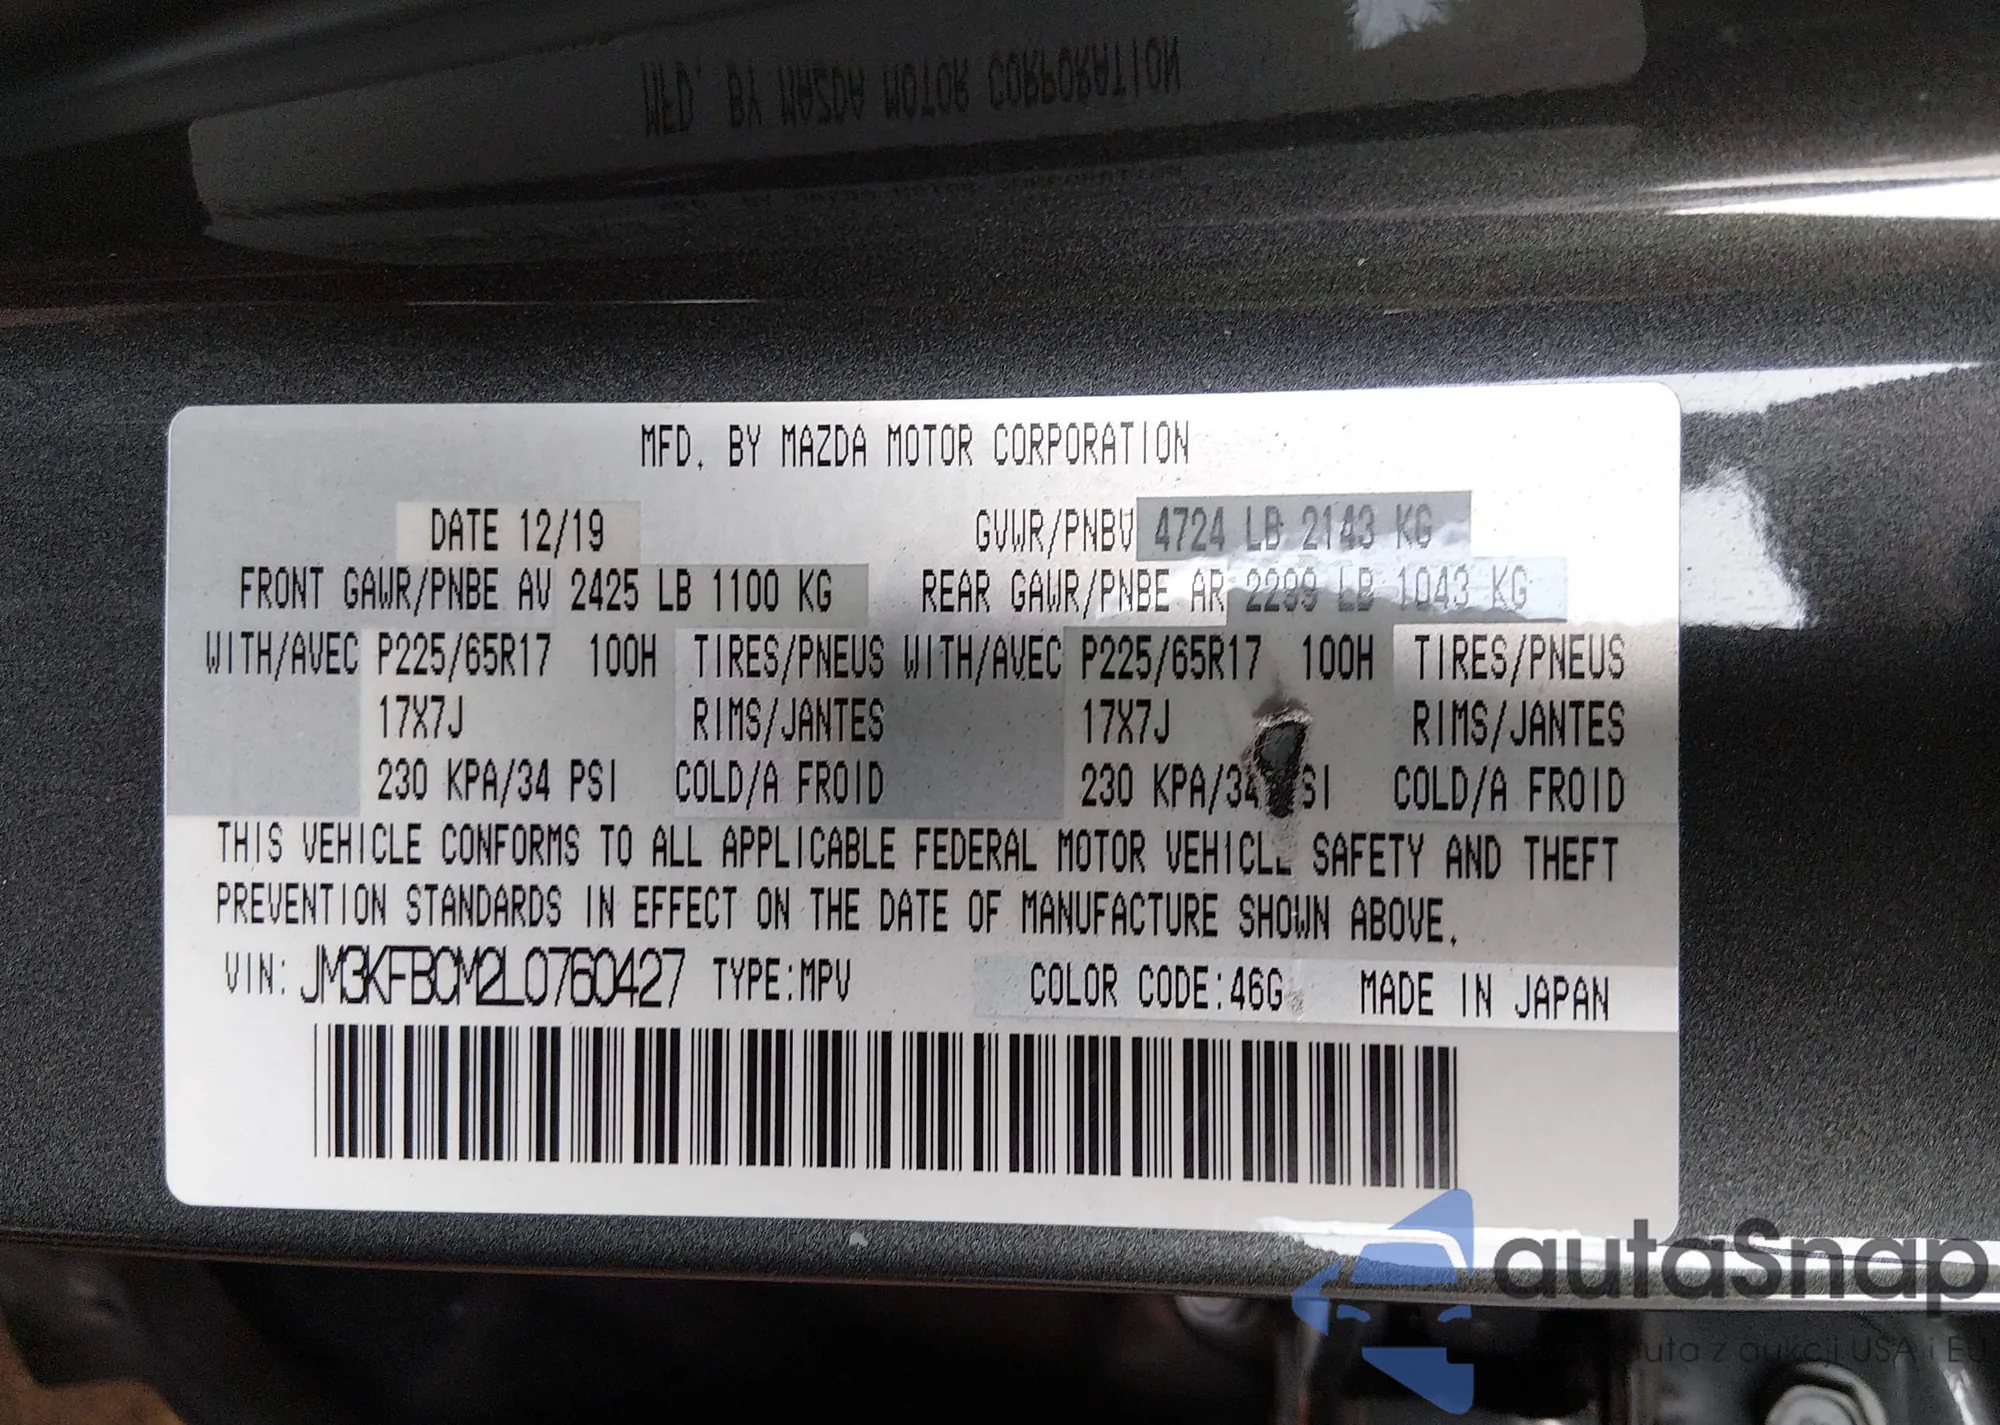 MFD. BY MAZDA MOTOR CORPORATION
DATE 12/19 GVWR/PNBV 4724 LB 2143 KG
FRONT GAWR/PNBE AV 2425 LB 1100 KG REAR GAWR/PNBE AR 2299 LB 1043 KG
WITH/AVEC P225/65R17 100H TIRES/PNEUS WITH/AVEC P225/65R17 100H TIRES/PNEUS
17X7J RIMS/JANTES 17X7J RIMS/JANTES
230 KPA/34 PSI COLD/A FROID 230 KPA/34 PSI COLD/A FROID
THIS VEHICLE CONFORMS TO ALL APPLICABLE FEDERAL MOTOR VEHICLE SAFETY AND THEFT
PREVENTION STANDARDS IN EFFECT ON THE DATE OF MANUFACTURE SHOWN ABOVE.
VIN: JM3KFBCM2L0760427 TYPE:MPV COLOR CODE:46G MADE IN JAPAN
autaSnap
auta z aukcji USA i EU